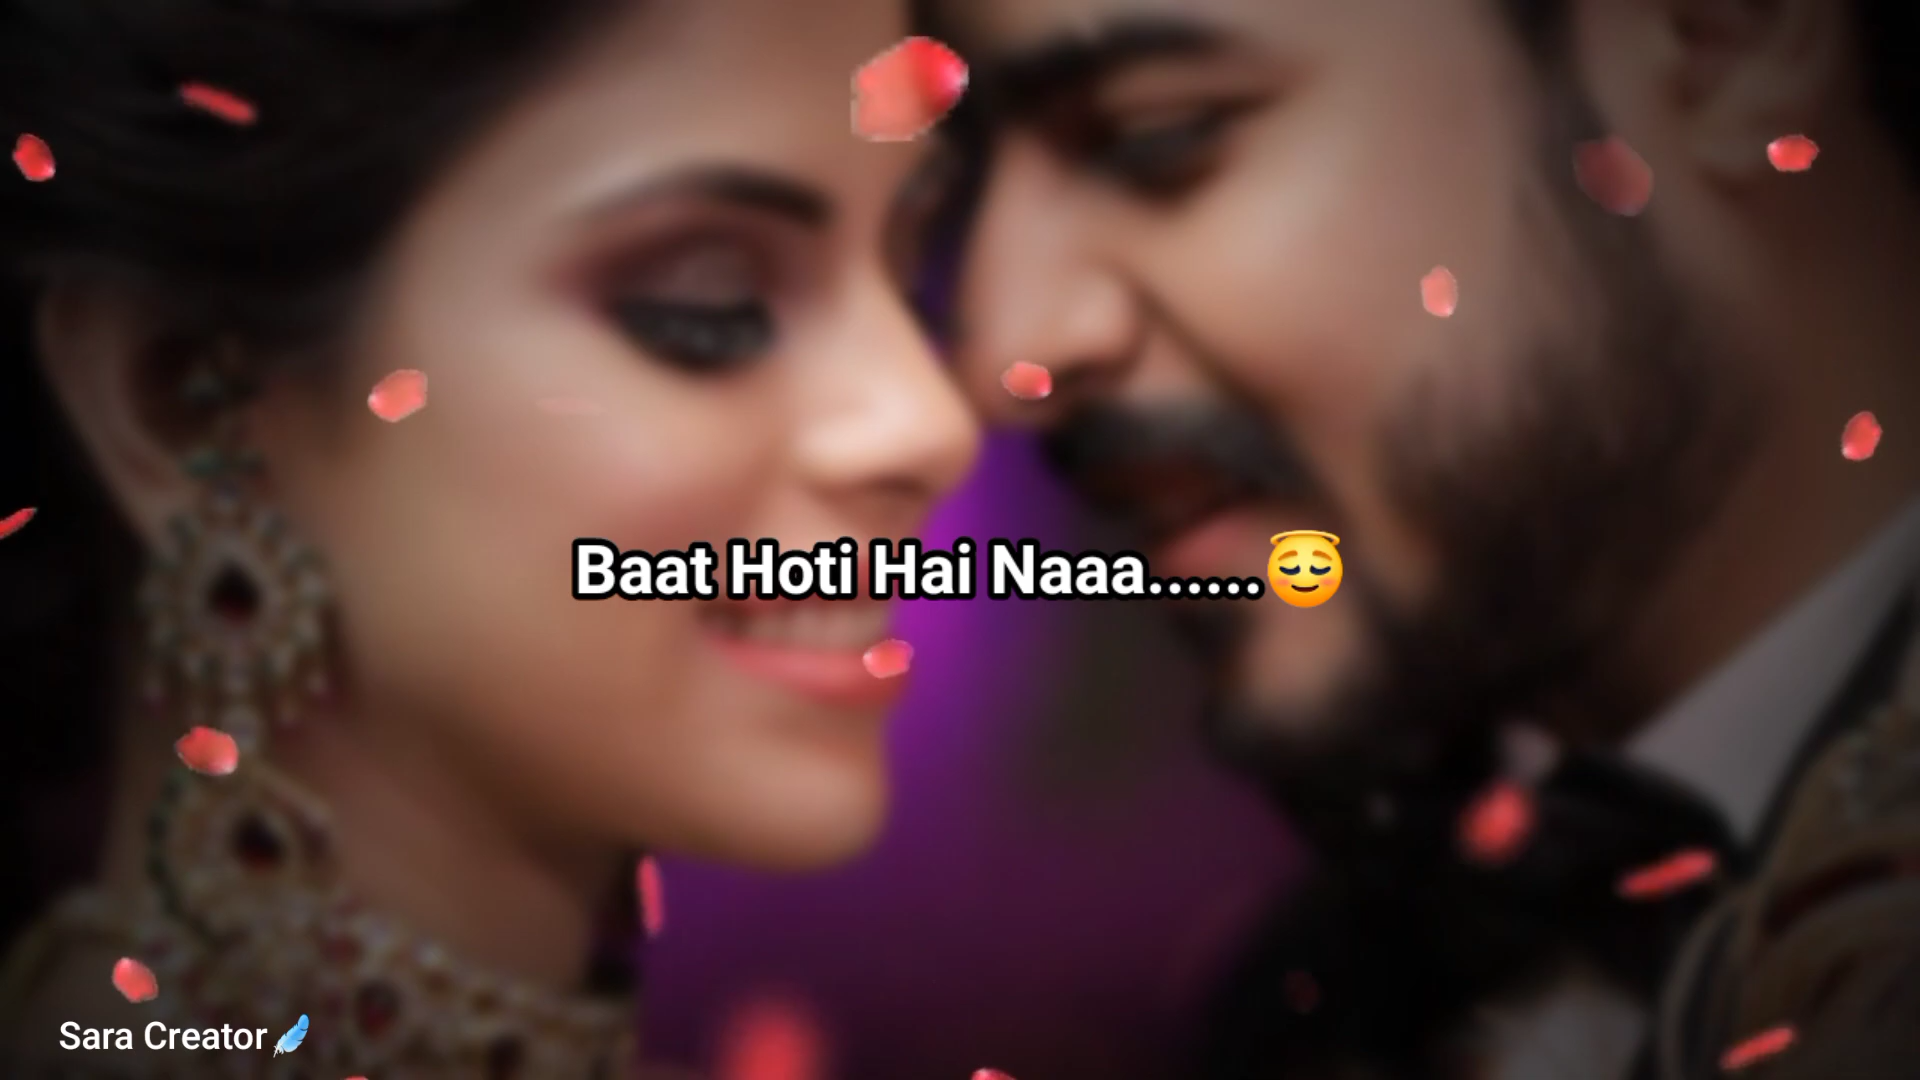 Baat Hoti Hai Naaa......😇
Sara Creator🪶